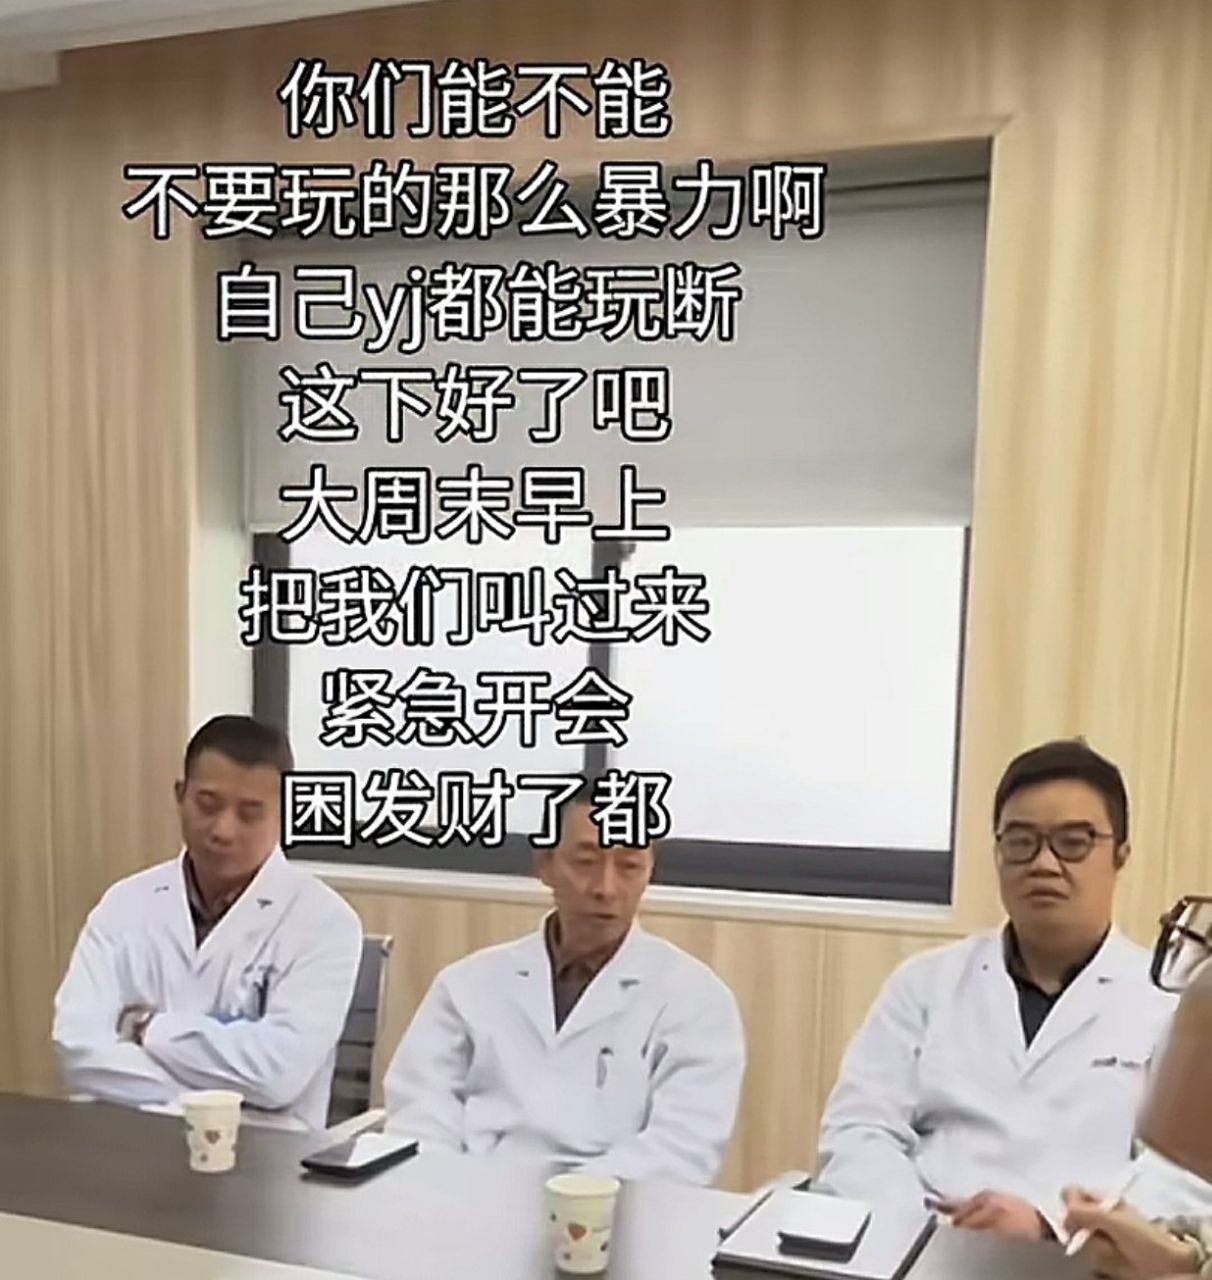 你们能不能
不要玩的那么暴力啊
自己yj都能玩断
这下好了吧
大周末早上
把我们叫过来
紧急开会
困发财了都